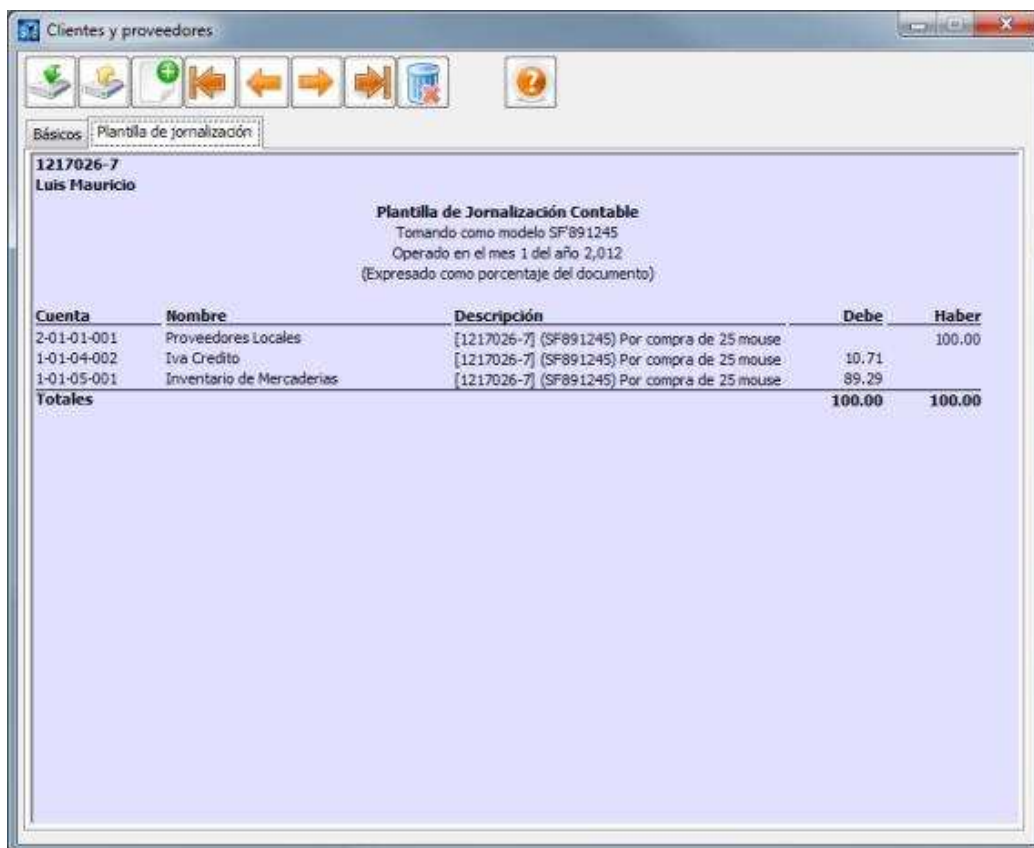 Clientes y proveedores
Básicos Plantilla de jornalización
1217026-7
Luis Mauricio
Plantilla de Jornalización Contable
Tomando como modelo SF'891245
Operado en el mes 1 del año 2,012
(Expresado como porcentaje del documento)
Cuenta Nombre Descripción Debe Haber
2-01-01-001 Proveedores Locales [1217026-7] (SF891245) Por compra de 25 mouse 100.00
1-01-04-002 Iva Credito [1217026-7] (SF891245) Por compra de 25 mouse 10.71
1-01-05-001 Inventario de Mercaderias [1217026-7] (SF891245) Por compra de 25 mouse 89.29
Totales 100.00 100.00